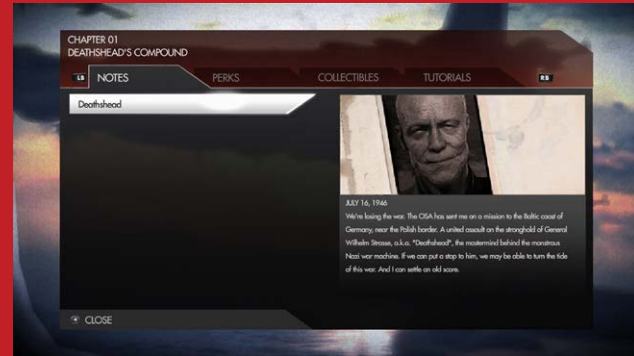 CHAPTER 01
DEATHSHEAD'S COMPOUND
LB NOTES PERKS COLLECTIBLES TUTORIALS RB
Deathshead
JULY 16, 1946
We're losing the war. The OSA has sent me on a mission to the Baltic coast of
Germany, near the Polish border. A united assault on the stronghold of General
Wilhelm Strasse, a.k.a. "Deathshead", the mastermind behind the monstrous
Nazi war machine. If we can put a stop to him, we may be able to turn the tide
of this war. And I can settle an old score.
CLOSE